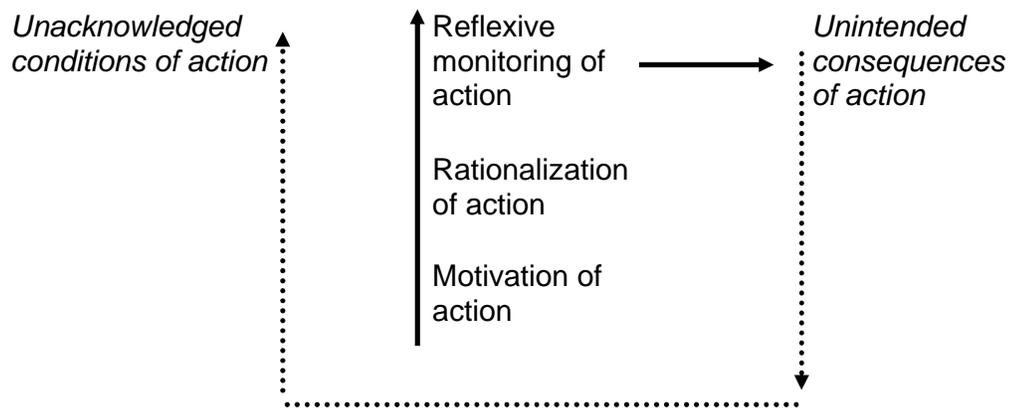 Unacknowledged
conditions of action
Reflexive
monitoring of
action
Rationalization
of action
Motivation of
action
Unintended
consequences
of action